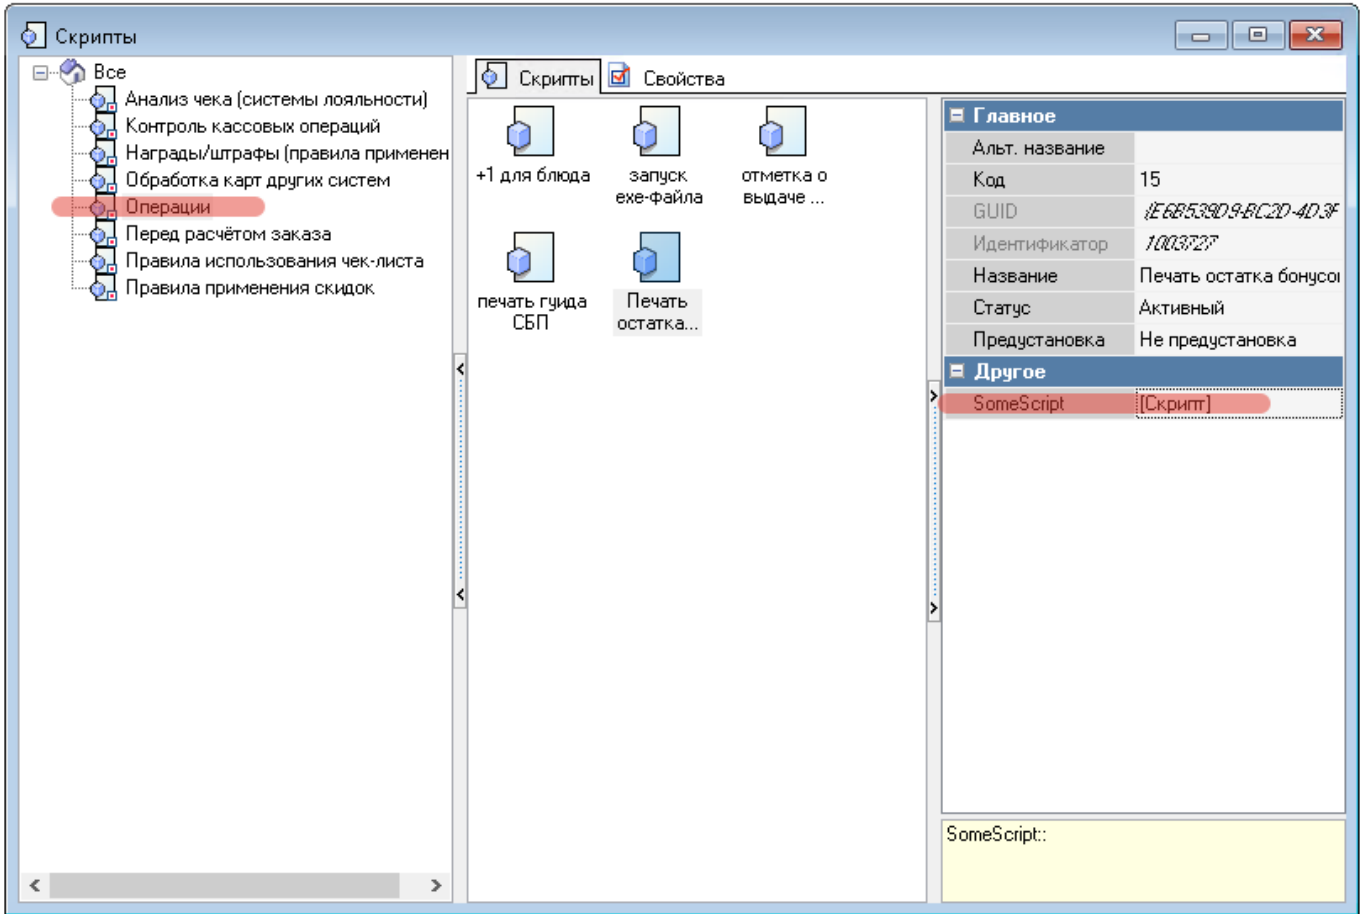 Скрипты
Все
Анализ чека (системы лояльности)
Контроль кассовых операций
Награды/штрафы (правила применен
Обработка карт других систем
Операции
Перед расчётом заказа
Правила использования чек-листа
Правила применения скидок
Скрипты
Свойства
+1 для блюда
запуск
exe-файла
отметка о
выдаче ...
печать гуида
СБП
Печать
остатка...
Главное
Альт. название
Код 15
GUID {E6B539D9-BC2D-4D3F
Идентификатор 1003727
Название Печать остатка бонусо
Статус Активный
Предустановка Не предустановка
Другое
SomeScript [Скрипт]
SomeScript::